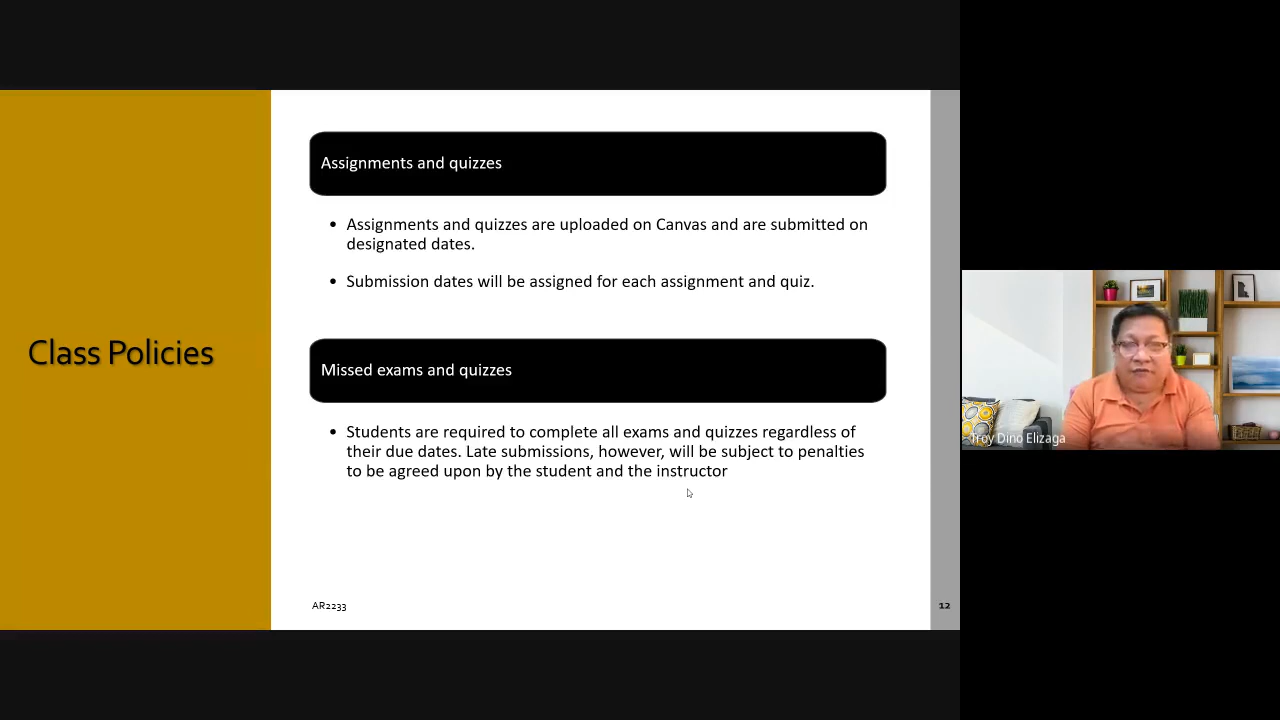 Class Policies
Assignments and quizzes
• Assignments and quizzes are uploaded on Canvas and are submitted on
designated dates.
• Submission dates will be assigned for each assignment and quiz.
Missed exams and quizzes
• Students are required to complete all exams and quizzes regardless of
their due dates. Late submissions, however, will be subject to penalties
to be agreed upon by the student and the instructor
AR2233
12
Troy Dino Elizaga